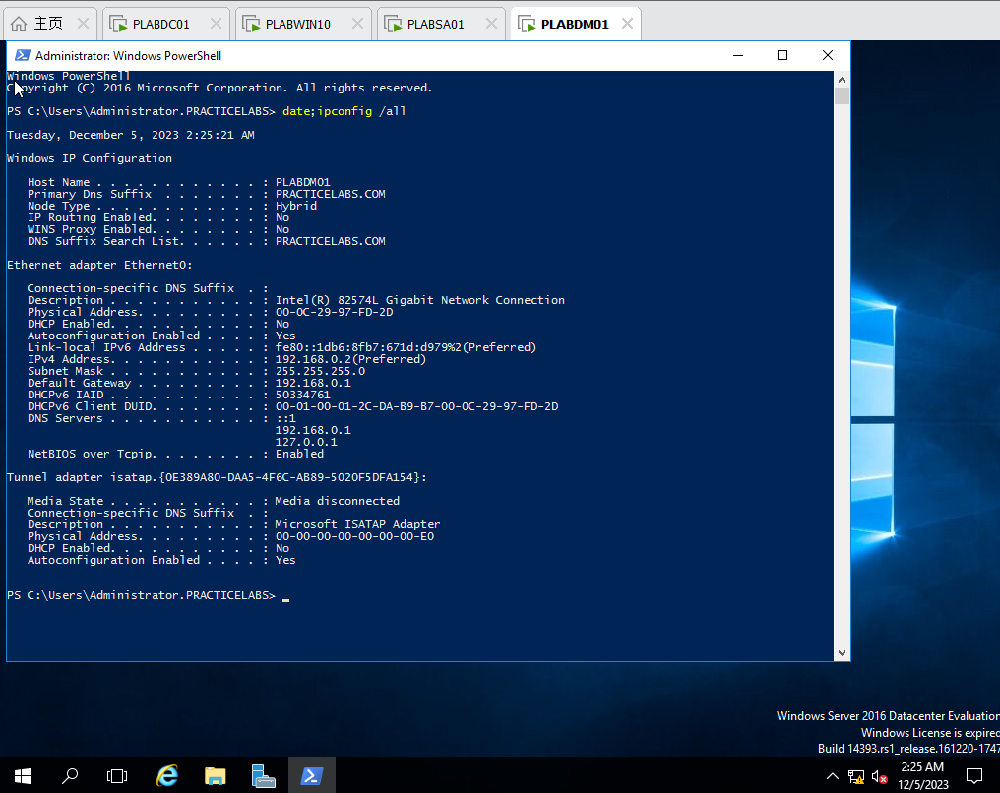 主页
PLABDC01
PLABWIN10
PLABSA01
PLABDM01
Administrator: Windows PowerShell
Windows PowerShell
Copyright (C) 2016 Microsoft Corporation. All rights reserved.
PS C:\Users\Administrator.PRACTICELABS> date;ipconfig /all
Tuesday, December 5, 2023 2:25:21 AM
Windows IP Configuration
Host Name . . . . . . . . . . . . : PLABDM01
Primary Dns Suffix  . . . . . . . : PRACTICELABS.COM
Node Type . . . . . . . . . . . . : Hybrid
IP Routing Enabled. . . . . . . . : No
WINS Proxy Enabled. . . . . . . . : No
DNS Suffix Search List. . . . . . : PRACTICELABS.COM
Ethernet adapter Ethernet0:
Connection-specific DNS Suffix  . :
Description . . . . . . . . . . . : Intel(R) 82574L Gigabit Network Connection
Physical Address. . . . . . . . . : 00-0C-29-97-FD-2D
DHCP Enabled. . . . . . . . . . . : No
Autoconfiguration Enabled . . . . : Yes
Link-local IPv6 Address . . . . . : fe80::1db6:8fb7:671d:d979%2(Preferred)
IPv4 Address. . . . . . . . . . . : 192.168.0.2(Preferred)
Subnet Mask . . . . . . . . . . . : 255.255.255.0
Default Gateway . . . . . . . . . : 192.168.0.1
DHCPv6 IAID . . . . . . . . . . . : 50334761
DHCPv6 Client DUID. . . . . . . . : 00-01-00-01-2C-DA-B9-B7-00-0C-29-97-FD-2D
DNS Servers . . . . . . . . . . . : ::1
192.168.0.1
127.0.0.1
NetBIOS over Tcpip. . . . . . . . : Enabled
Tunnel adapter isatap.{0E389A80-DAA5-4F6C-AB89-5020F5DFA154}:
Media State . . . . . . . . . . . : Media disconnected
Connection-specific DNS Suffix  . :
Description . . . . . . . . . . . : Microsoft ISATAP Adapter
Physical Address. . . . . . . . . : 00-00-00-00-00-00-00-E0
DHCP Enabled. . . . . . . . . . . : No
Autoconfiguration Enabled . . . . : Yes
PS C:\Users\Administrator.PRACTICELABS> _
Windows Server 2016 Datacenter Evaluation
Windows License is expired
Build 14393.rs1_release.161220-1747
2:25 AM
12/5/2023